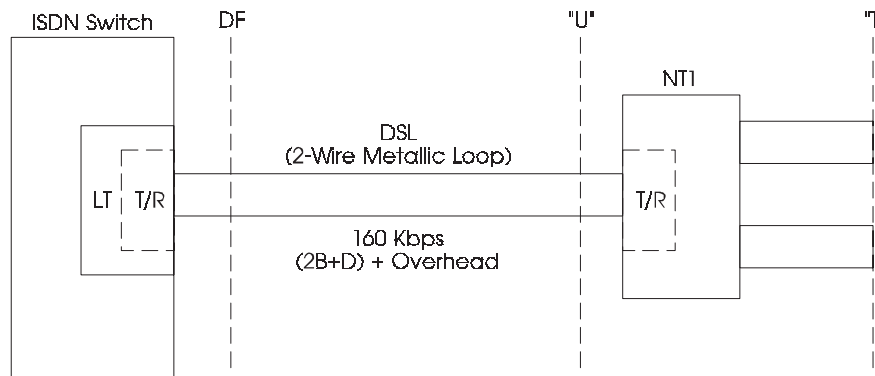 ISDN Switch
DF
"U"
"T
NT1
DSL
(2-Wire Metallic Loop)
LT
T/R
T/R
160 Kbps
(2B+D) + Overhead